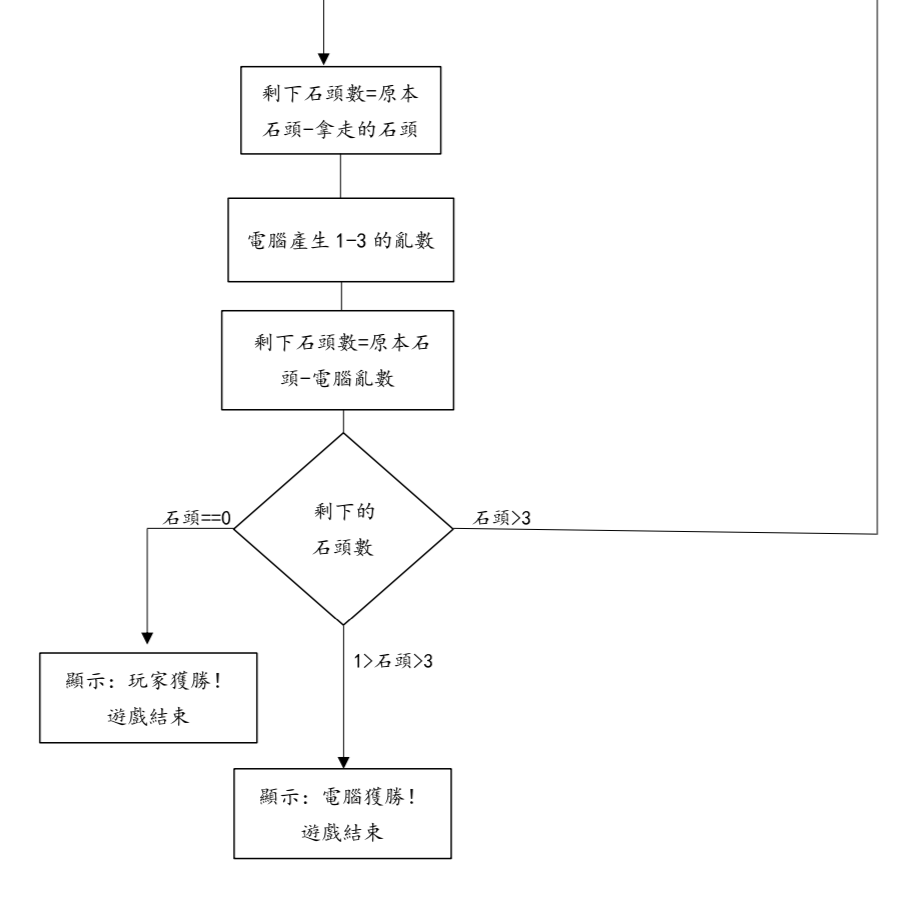 剩下石頭數=原本
石頭-拿走的石頭
電腦產生1-3的亂數
剩下石頭數=原本石
頭-電腦亂數
石頭==0
剩下的
石頭數
石頭>3
1>石頭>3
顯示：玩家獲勝！
遊戲結束
顯示：電腦獲勝！
遊戲結束